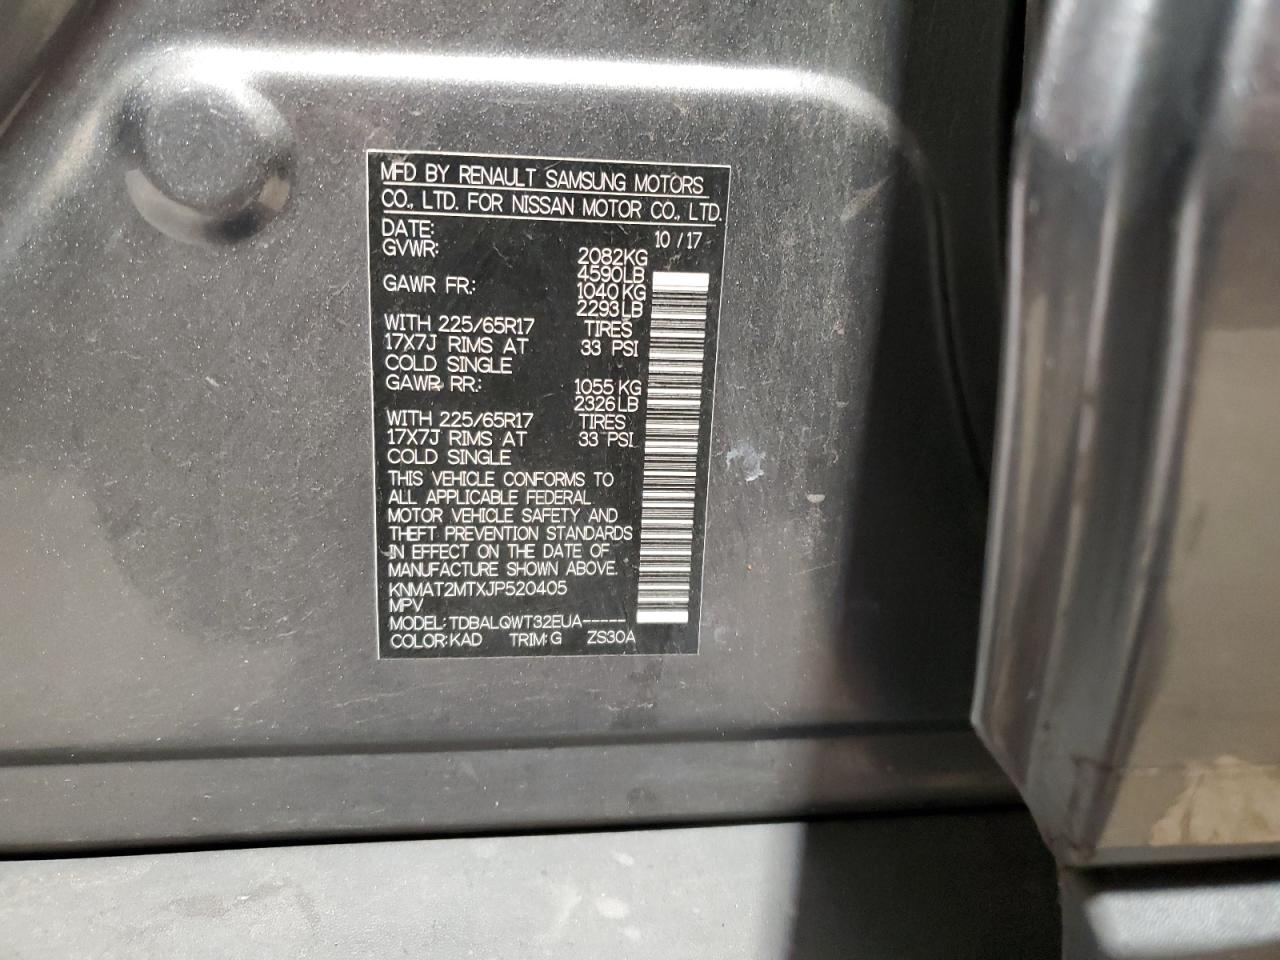 MFD BY RENAULT SAMSUNG MOTORS
CO., LTD. FOR NISSAN MOTOR CO., LTD.
DATE: 10 / 17
GVWR: 2082KG
4590LB
GAWR FR: 1040KG
2293LB
WITH 225/65R17 TIRES
17X7J RIMS AT 33 PSI
COLD SINGLE
GAWR RR: 1055KG
2326LB
WITH 225/65R17 TIRES
17X7J RIMS AT 33 PSI
COLD SINGLE
THIS VEHICLE CONFORMS TO
ALL APPLICABLE FEDERAL
MOTOR VEHICLE SAFETY AND
THEFT PREVENTION STANDARDS
IN EFFECT ON THE DATE OF
MANUFACTURE SHOWN ABOVE.
KNMAT2MTXJP520405
MPV
MODEL: TDBALQWT32EUA-----
COLOR: KAD TRIM: G ZS30A